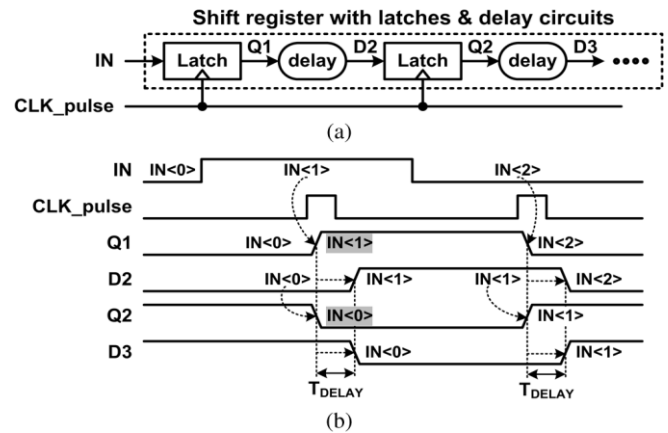 Shift register with latches & delay circuits
IN Latch Q1 delay D2 Latch Q2 delay D3
CLK_pulse
(a)
IN IN<0> IN<1> IN<2>
CLK_pulse
Q1 IN<0> IN<1> IN<2>
D2 IN<0> IN<1> IN<1> IN<2>
Q2 IN<0> IN<1>
D3 IN<0> IN<1>
TDELAY TDELAY
(b)